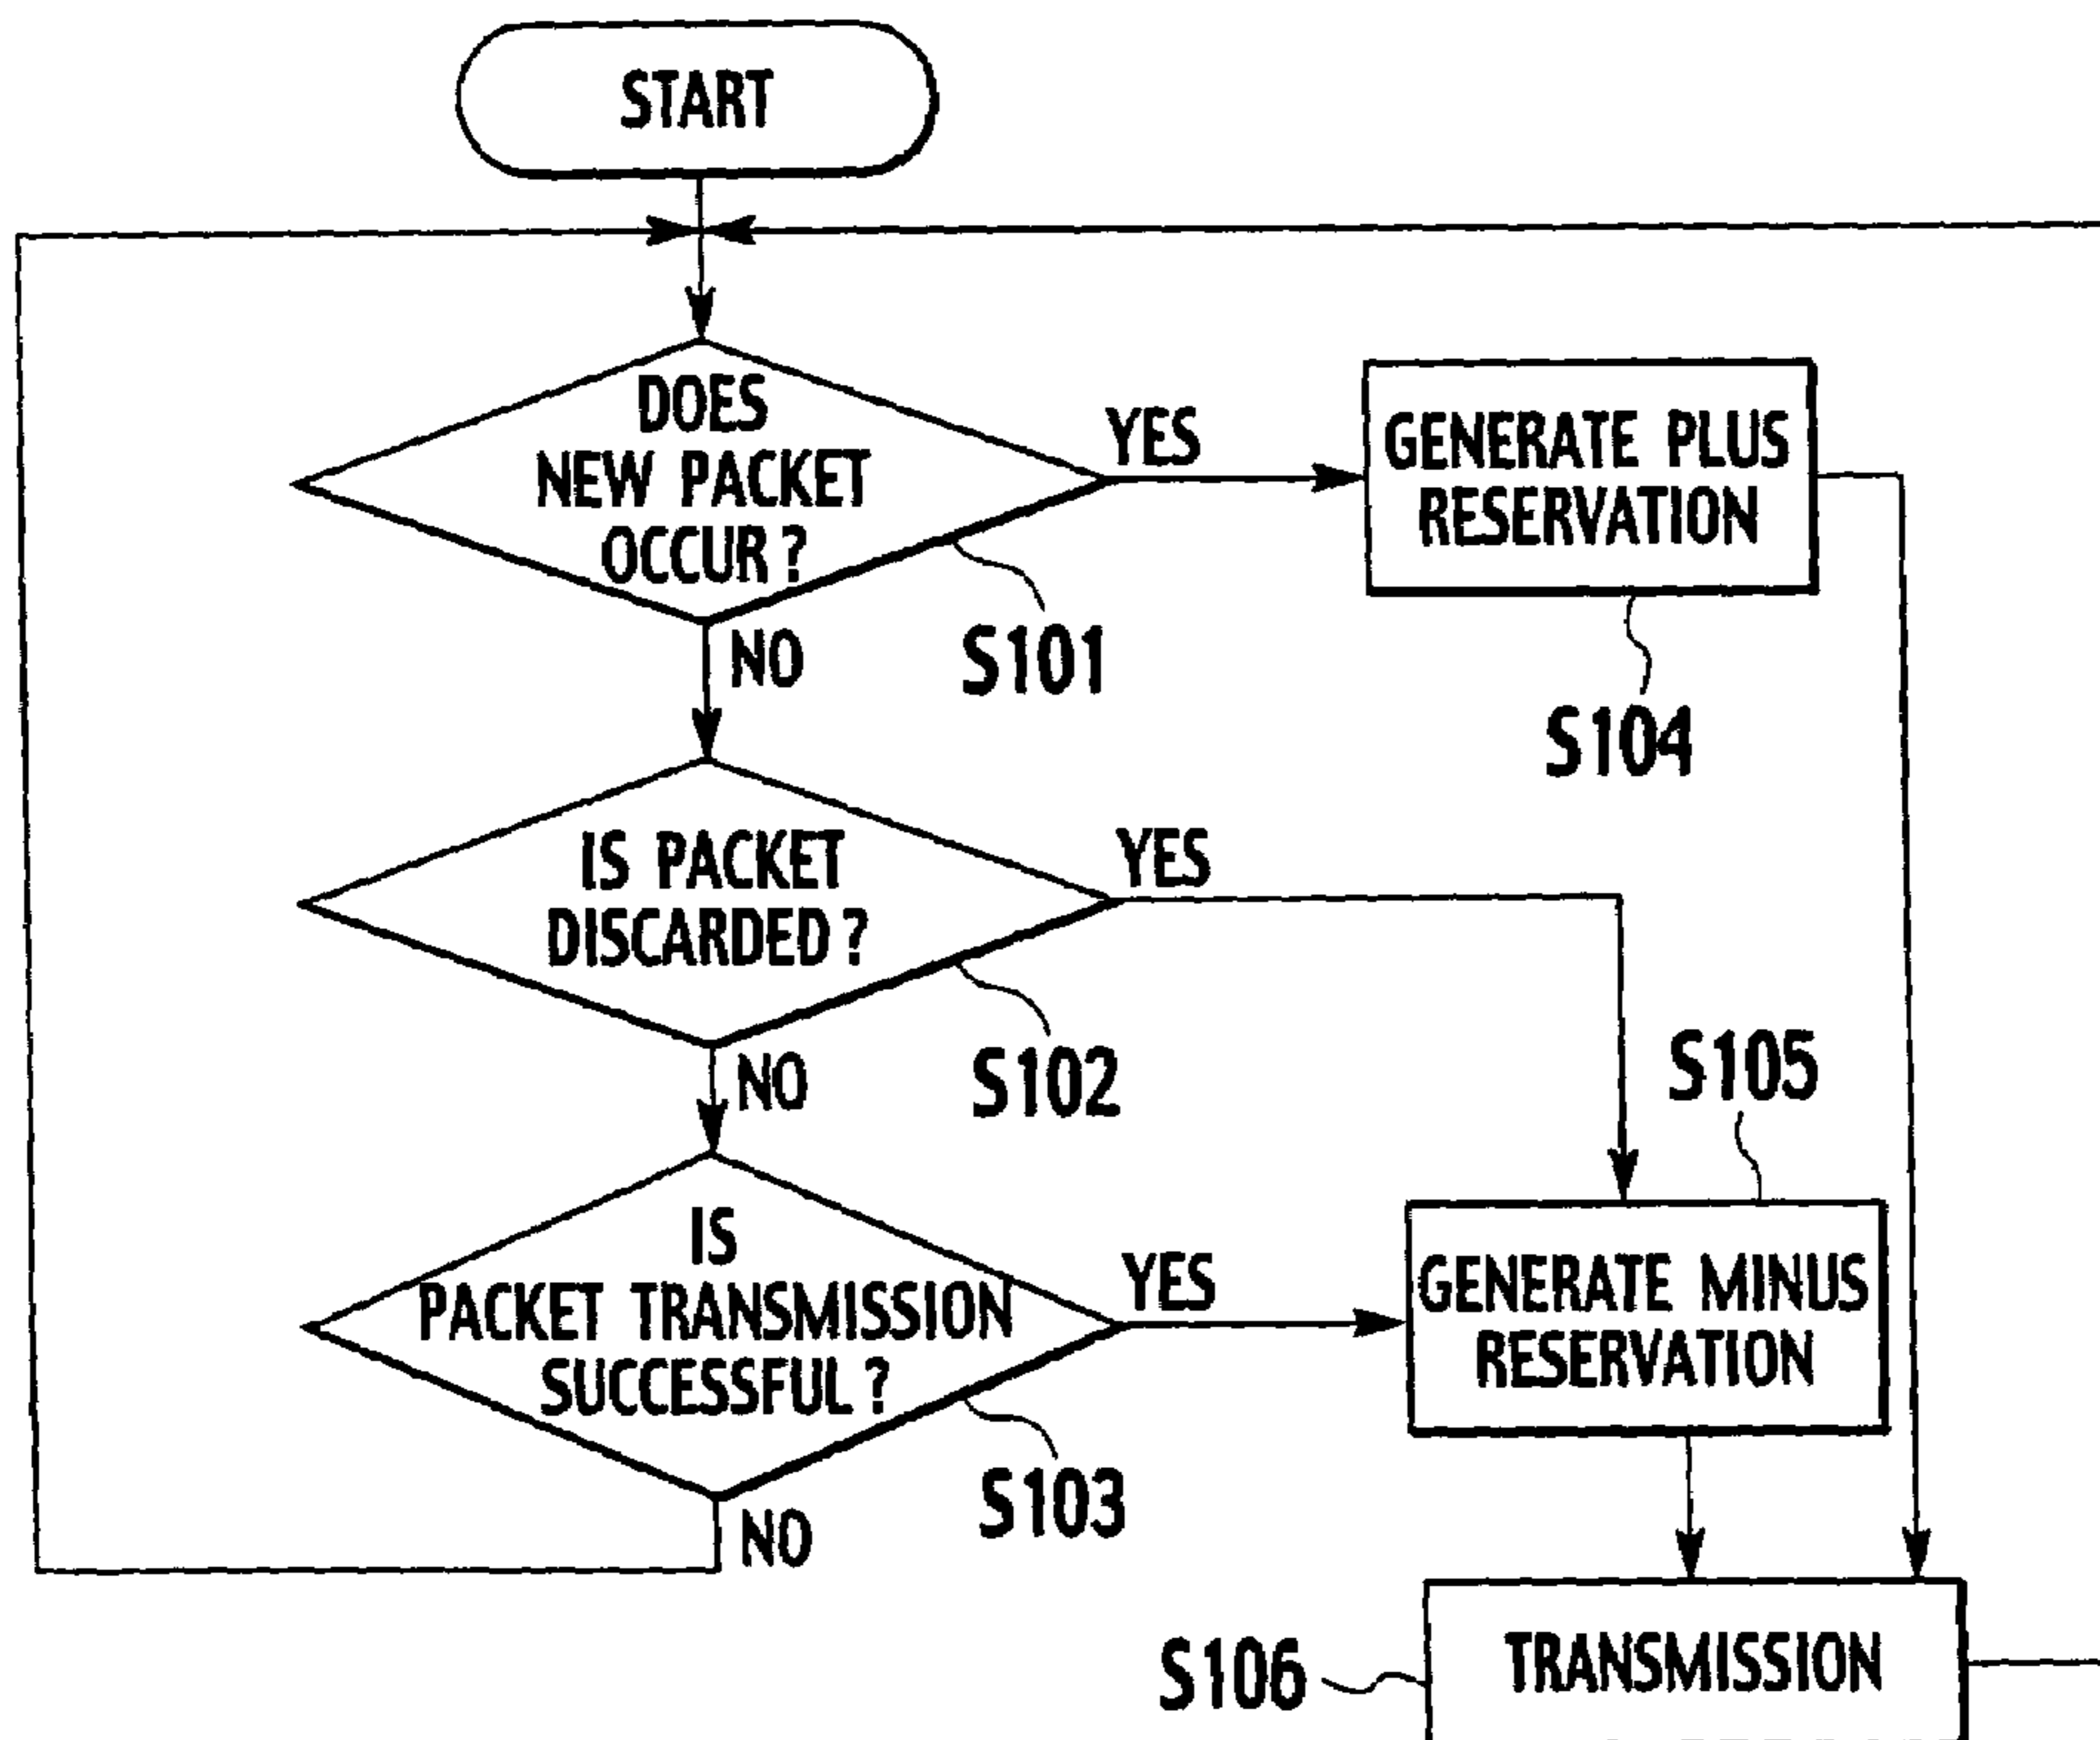 START
DOES
NEW PACKET
OCCUR ?
YES
NO
S101
GENERATE PLUS
RESERVATION
S104
IS PACKET
DISCARDED ?
YES
NO
S102
S105
IS
PACKET TRANSMISSION
SUCCESSFUL ?
YES
NO
S103
GENERATE MINUS
RESERVATION
S106
TRANSMISSION